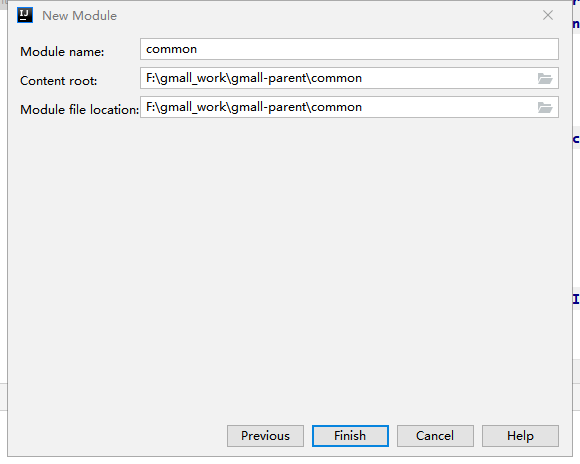 IJ
New Module
Module name: common
Content root: F:\gmall_work\gmall-parent\common
Module file location: F:\gmall_work\gmall-parent\common
Previous Finish Cancel Help